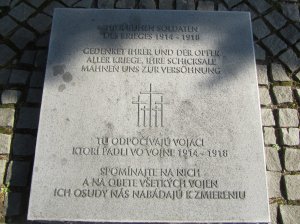 HIER RUHEN SOLDATEN
DES KRIEGES 1914 - 1918
GEDENKET IHRER UND DER OPFER
ALLER KRIEGE, IHRE SCHICKSALE
MAHNEN UNS ZUR VERSÖHNUNG
TU ODPOČÍVAJÚ VOJACI
KTORÍ PADLI VO VOJNE 1914 - 1918
SPOMÍNAJTE NA NICH
A NA OBETE VŠETKÝCH VOJEN
ICH OSUDY NÁS NABÁDAJÚ K ZMIERENIU